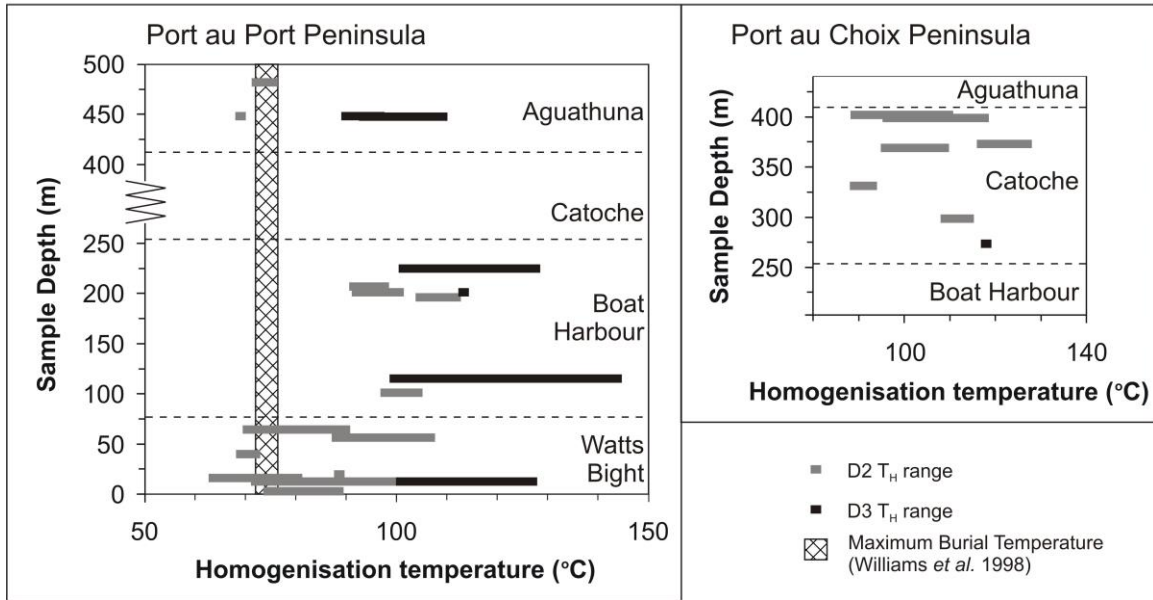 Port au Port Peninsula
500
450
400
250
200
150
100
50
0
Sample Depth (m)
Aguathuna
Catoche
Boat
Harbour
Watts
Bight
50
100
150
Homogenisation temperature (°C)
Port au Choix Peninsula
400
350
300
250
Sample Depth (m)
Aguathuna
Catoche
Boat Harbour
100
140
Homogenisation temperature (°C)
D2 TH range
D3 TH range
Maximum Burial Temperature
(Williams et al. 1998)